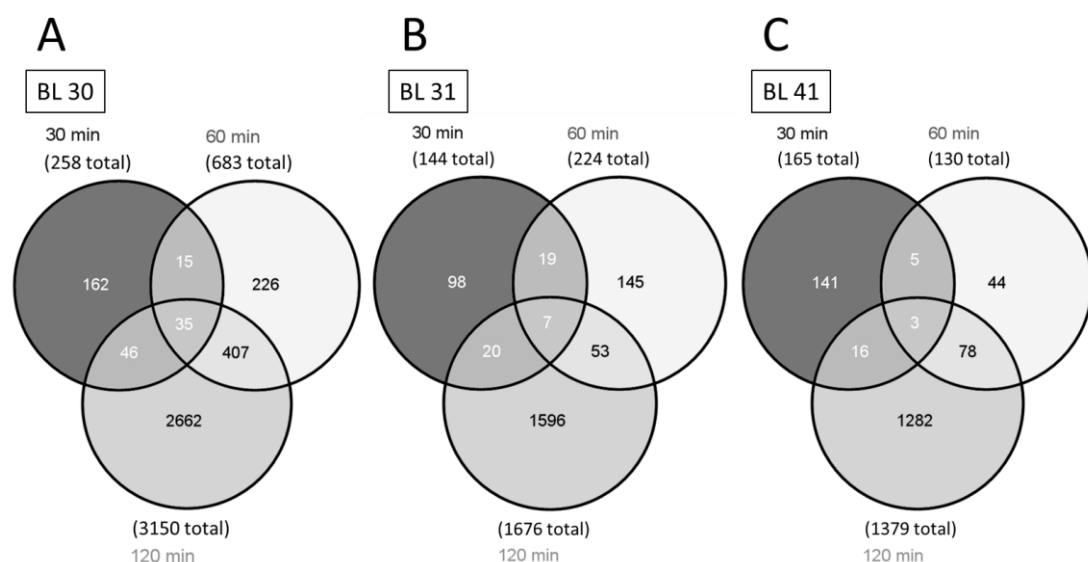 A
B
C
BL 30
BL 31
BL 41
30 min
(258 total)
60 min
(683 total)
30 min
(144 total)
60 min
(224 total)
30 min
(165 total)
60 min
(130 total)
15
162
226
35
46
407
2662
19
98
145
7
20
53
1596
5
141
44
3
16
78
1282
(3150 total)
120 min
(1676 total)
120 min
(1379 total)
120 min